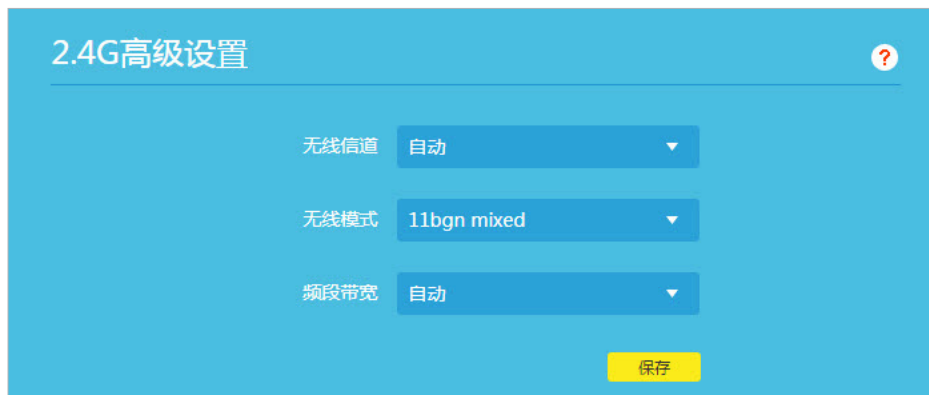 2.4G高级设置
?
无线信道 自动
无线模式 11bgn mixed
频段带宽 自动
保存